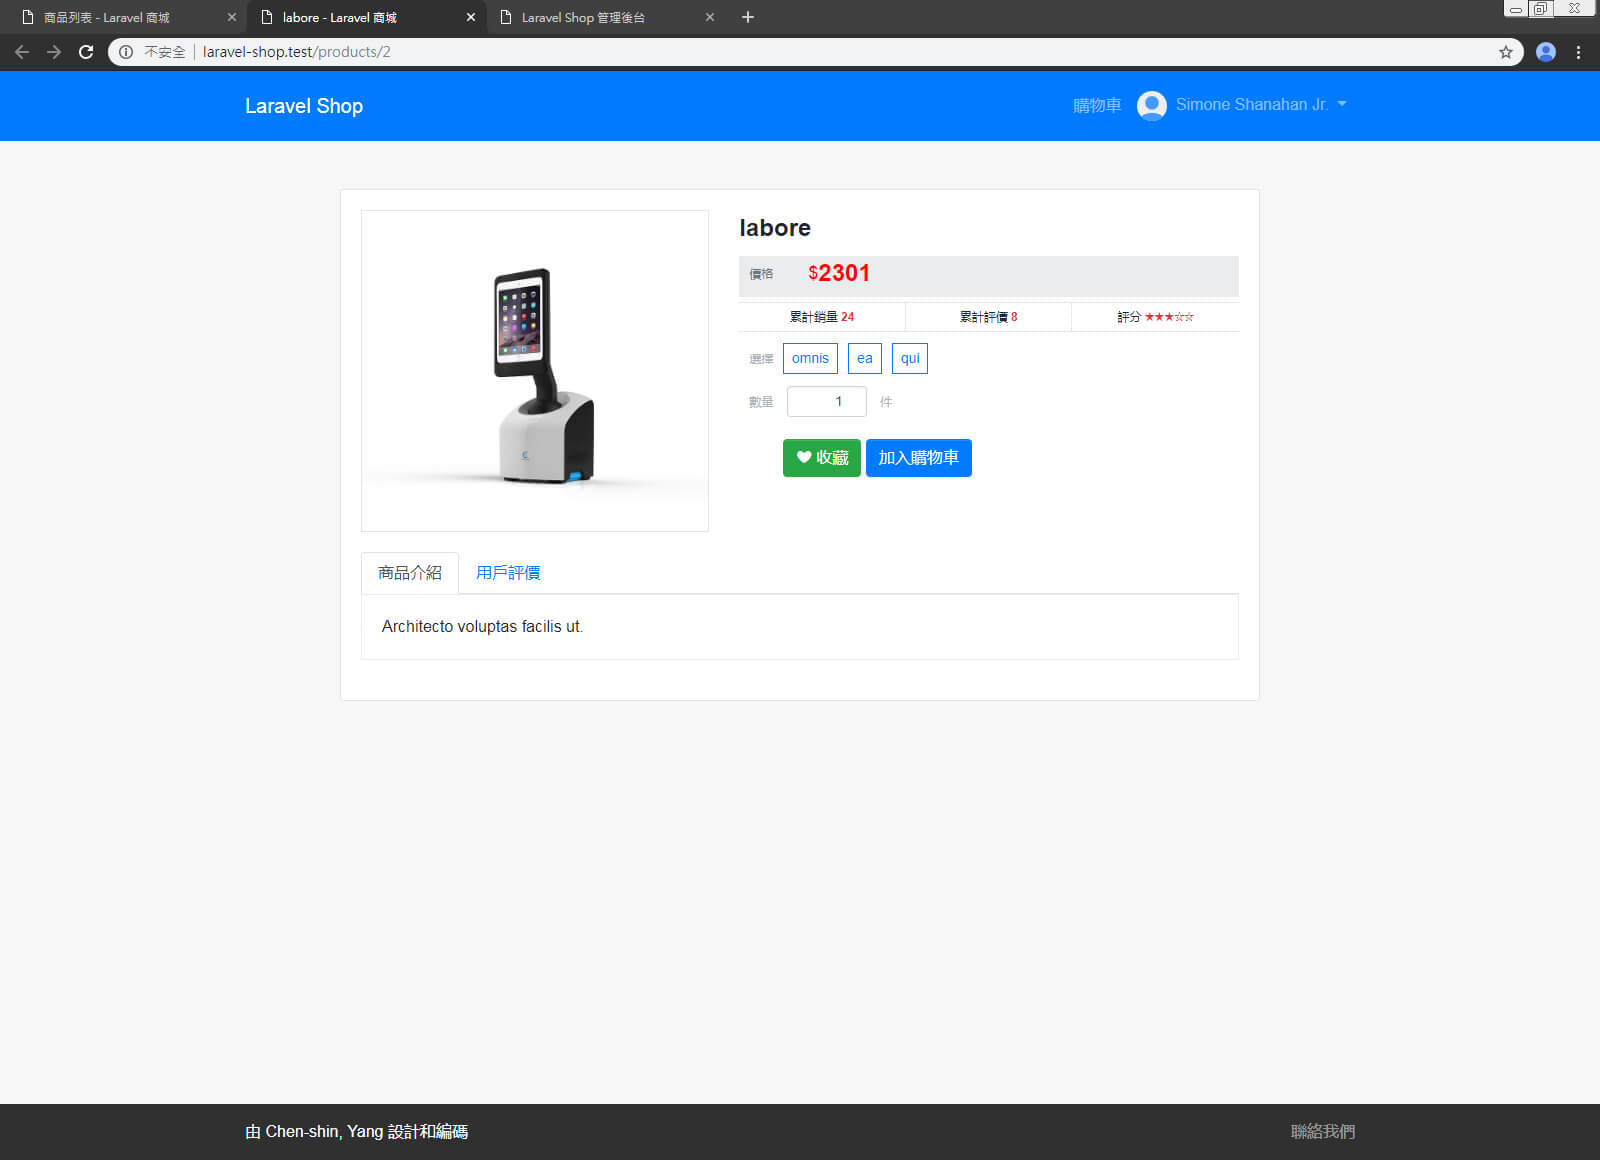 商品列表 - Laravel 商城
labore - Laravel 商城
Laravel Shop 管理後台
不安全 laravel-shop.test/products/2
Laravel Shop
購物車
Simone Shanahan Jr.
labore
價格 $2301
累計銷量 24
累計評價 8
評分 ★★★☆☆
選擇 omnis ea qui
數量 1 件
收藏 加入購物車
商品介紹 用戶評價
Architecto voluptas facilis ut.
由 Chen-shin, Yang 設計和編碼
聯絡我們